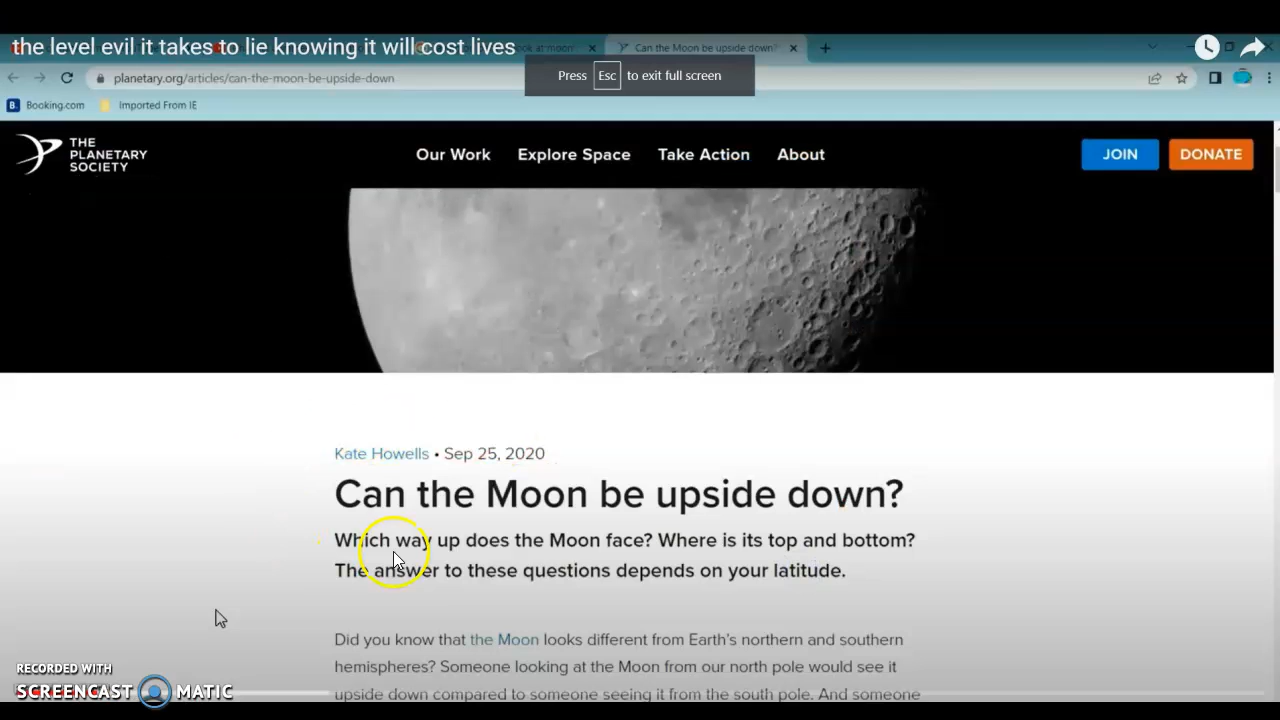 the level evil it takes to lie knowing it will cost lives
look at moon
Can the Moon be upside down?
planetary.org/articles/can-the-moon-be-upside-down
Press Esc to exit full screen
B. Booking.com Imported From IE
THE
PLANETARY
SOCIETY
Our Work Explore Space Take Action About
JOIN DONATE
Kate Howells • Sep 25, 2020
Can the Moon be upside down?
Which way up does the Moon face? Where is its top and bottom?
The answer to these questions depends on your latitude.
Did you know that the Moon looks different from Earth's northern and southern
hemispheres? Someone looking at the Moon from our north pole would see it
upside down compared to someone seeing it from the south pole. And someone
RECORDED WITH
SCREENCAST MATIC